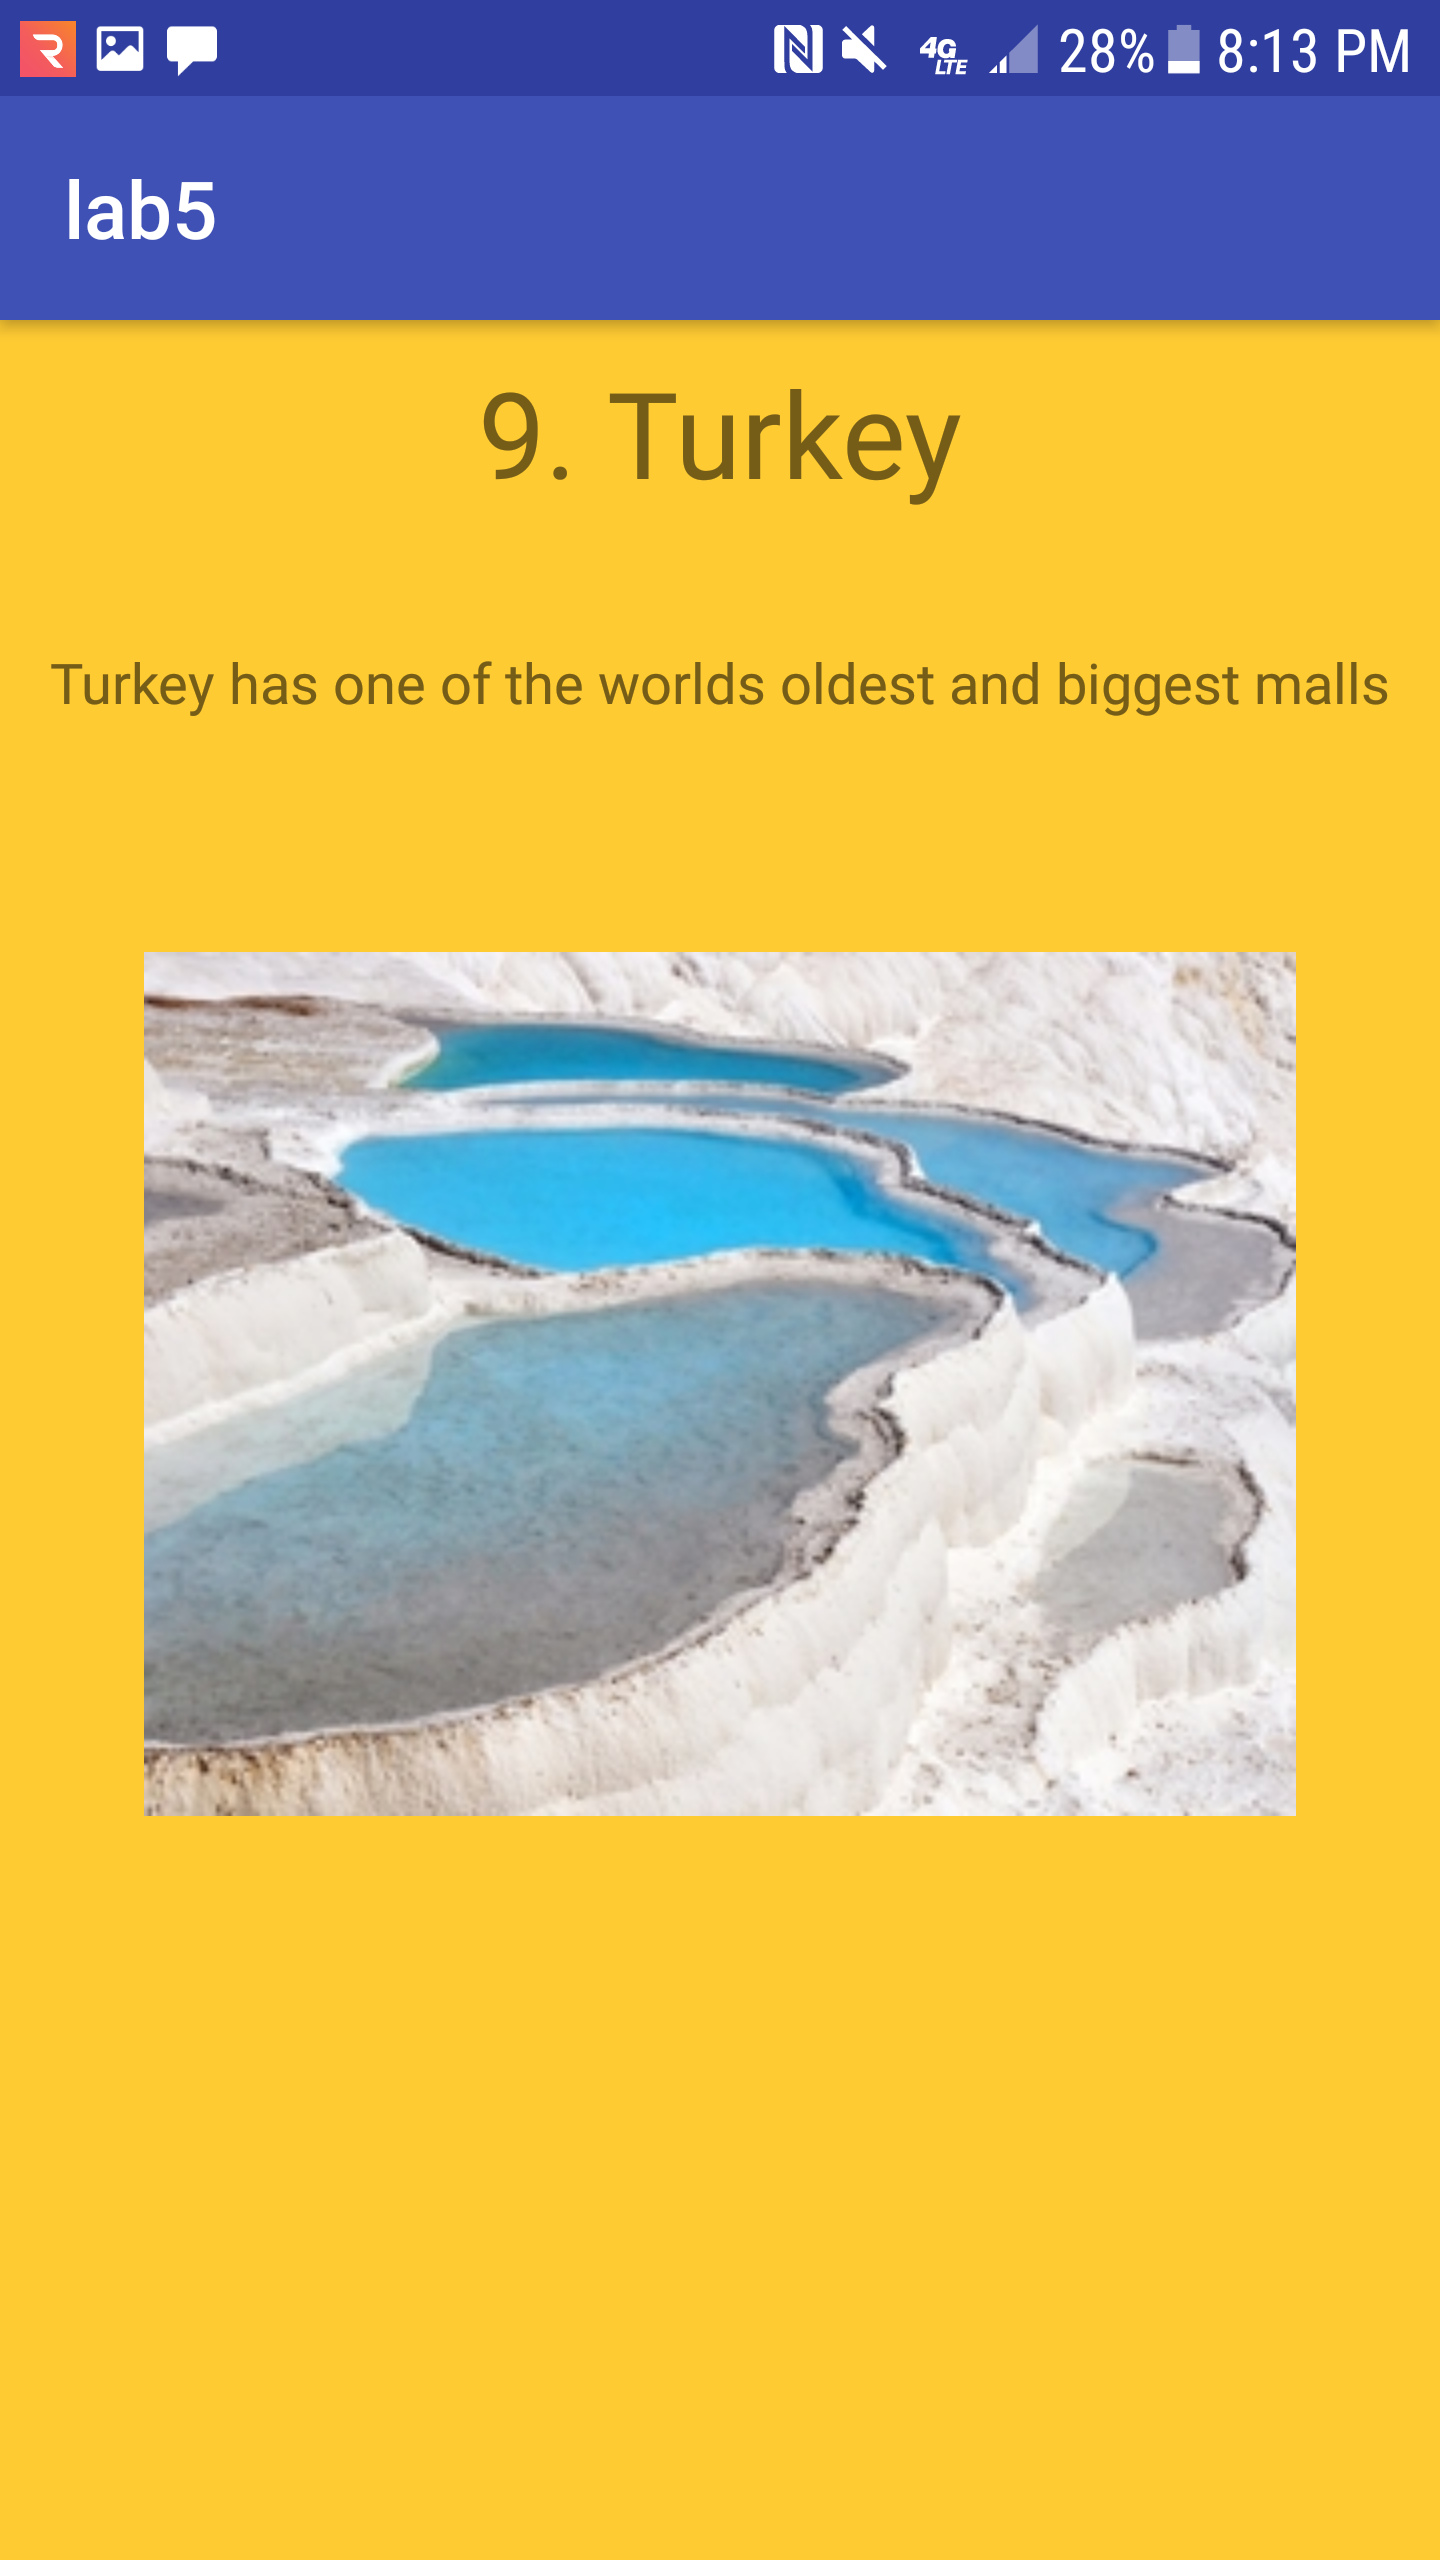 28% 8:13 PM
lab5
9. Turkey
Turkey has one of the worlds oldest and biggest malls